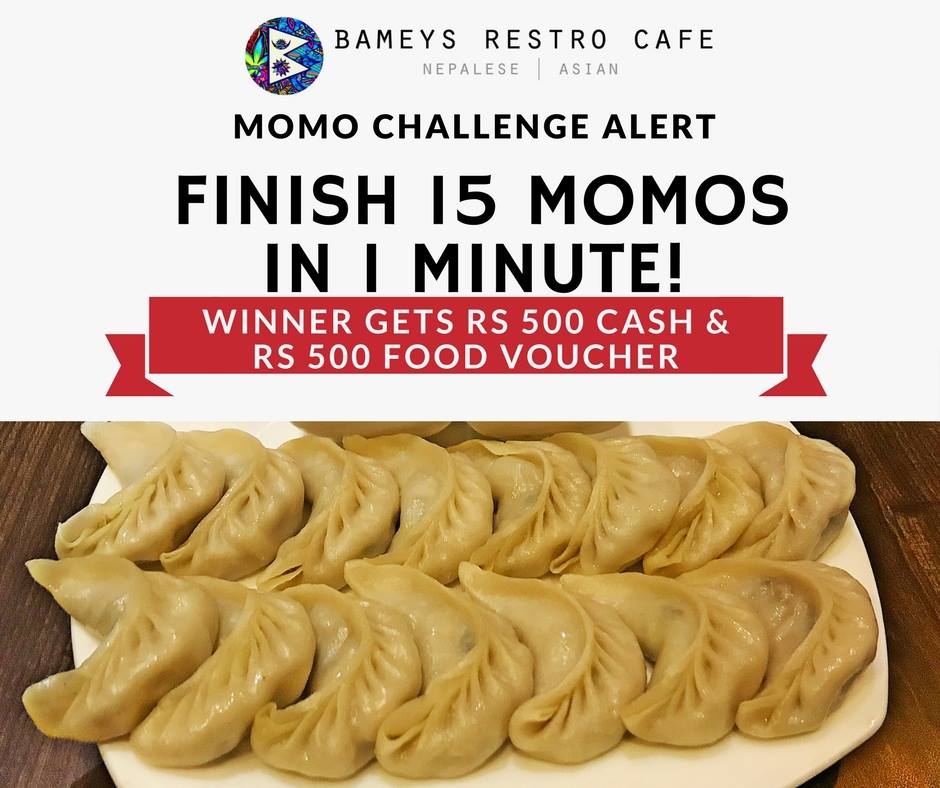 BAMEYS RESTRO CAFE
NEPALESE | ASIAN
MOMO CHALLENGE ALERT
FINISH 15 MOMOS
IN 1 MINUTE!
WINNER GETS RS 500 CASH &
RS 500 FOOD VOUCHER